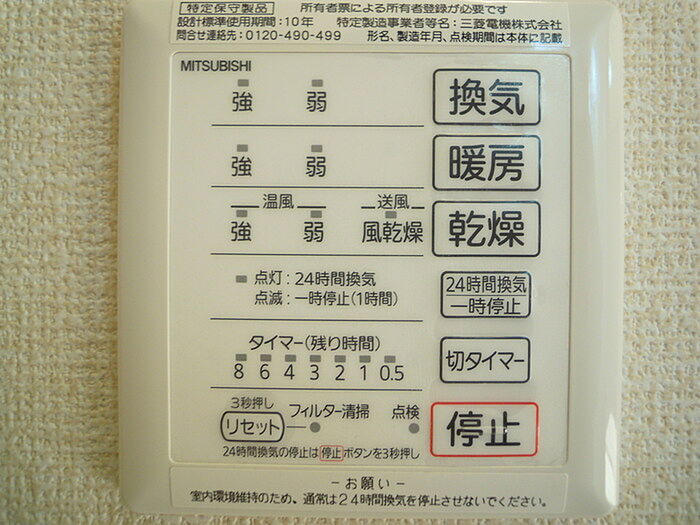 特定保守製品 所有者票による所有者登録が必要です
設計標準使用期間:10年 特定製造事業者等名:三菱電機株式会社
問合せ連絡先:0120-490-499 形名、製造年月、点検期間は本体に記載
MITSUBISHI
強 弱 換気
強 弱 暖房
温風 送風
強 弱 風乾燥 乾燥
点灯:24時間換気 24時間換気
点滅:一時停止(1時間) 一時停止
タイマー(残り時間) 切タイマー
8 6 4 3 2 1 0.5
3秒押し
リセット フィルター清掃 点検 停止
24時間換気の停止は停止ボタンを3秒押し
-お願い-
室内環境維持のため、通常は24時間換気を停止させないでください。